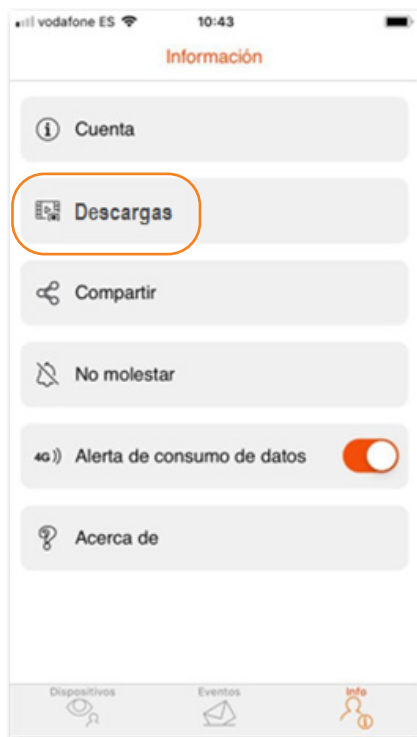 vodafone ES 10:43
Información
Cuenta
Descargas
Compartir
No molestar
4G Alerta de consumo de datos
Acerca de
Dispositivos Eventos Info